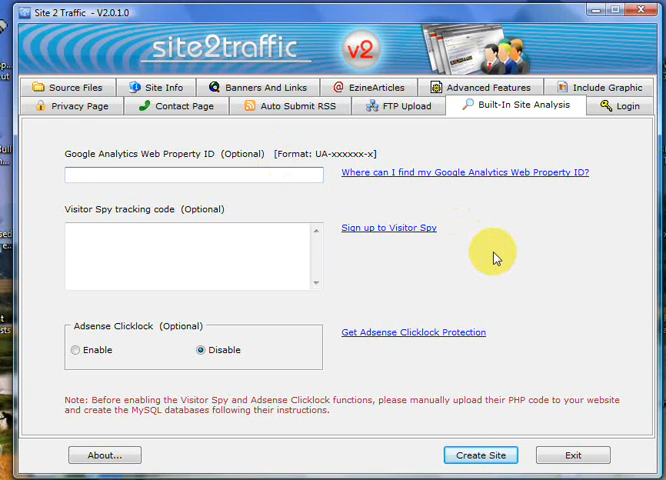 Site 2 Traffic - V2.0.1.0
site2traffic v2
Source Files Site Info Banners And Links EzineArticles Advanced Features Include Graphic
Privacy Page Contact Page Auto Submit RSS FTP Upload Built-In Site Analysis Login
Google Analytics Web Property ID (Optional) [Format: UA-xxxxxx-x]
Where can I find my Google Analytics Web Property ID?
Visitor Spy tracking code (Optional)
Sign up to Visitor Spy
Adsense Clicklock (Optional)
Get Adsense Clicklock Protection
Enable Disable
Note: Before enabling the Visitor Spy and Adsense Clicklock functions, please manually upload their PHP code to your website
and create the MySQL databases following their instructions.
About... Create Site Exit